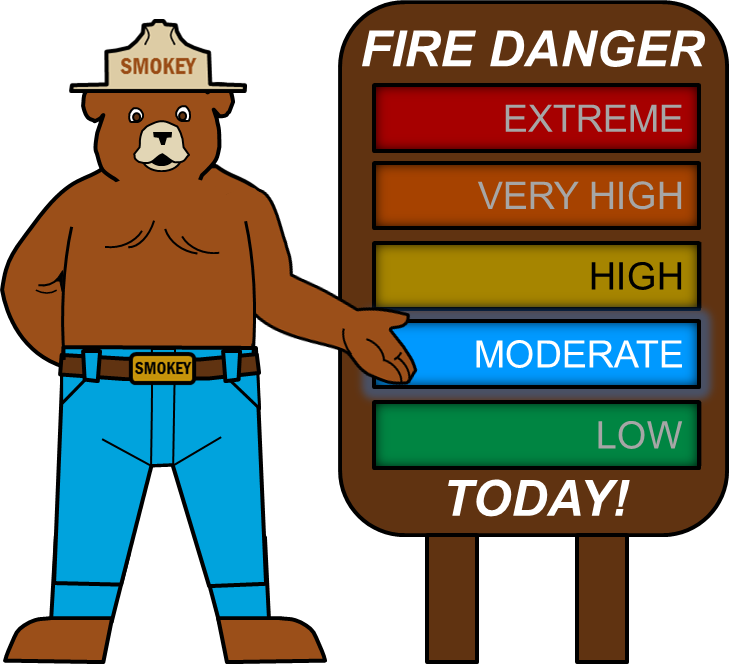 SMOKEY
FIRE DANGER
EXTREME
VERY HIGH
HIGH
MODERATE
LOW
TODAY!
SMOKEY